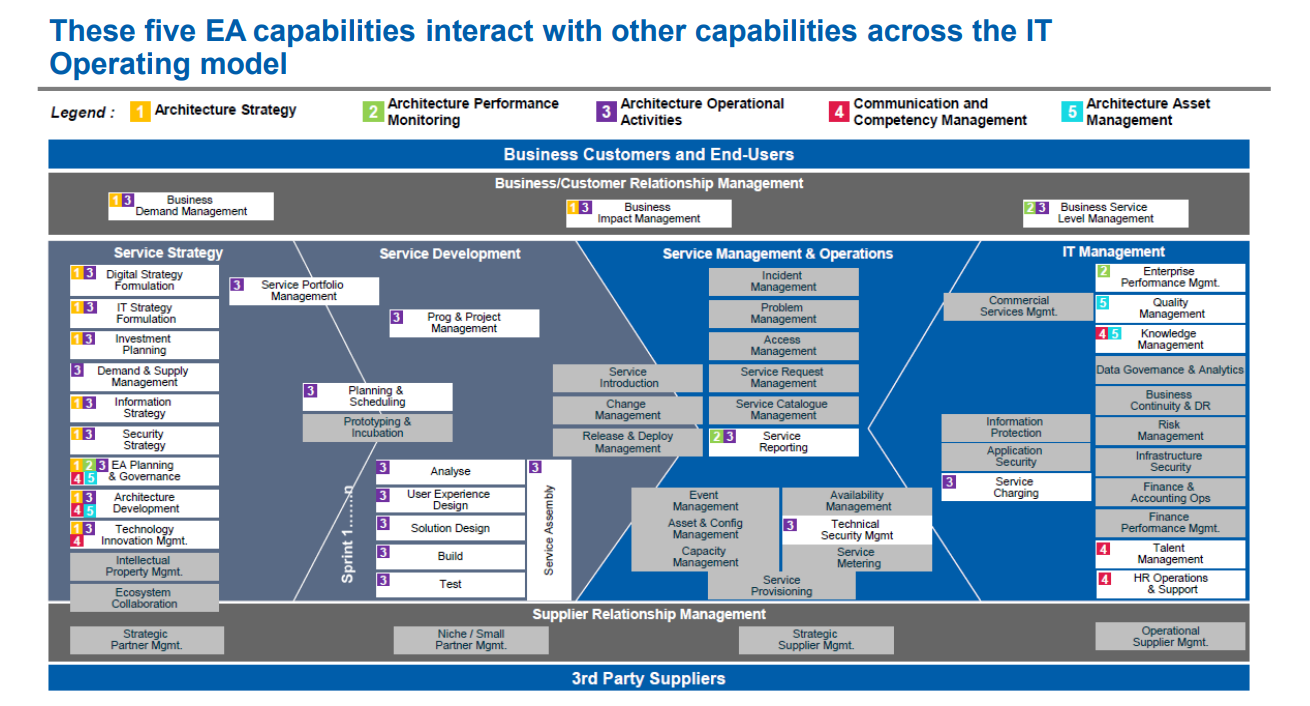 These five EA capabilities interact with other capabilities across the IT
Operating model
Legend :
1 Architecture Strategy
2 Architecture Performance
Monitoring
3 Architecture Operational
Activities
4 Communication and
Competency Management
5 Architecture Asset
Management
Business Customers and End-Users
Business/Customer Relationship Management
1 3 Business
Demand Management
1 3 Business
Impact Management
2 3 Business Service
Level Management
Service Strategy
1 3 Digital Strategy
Formulation
1 3 IT Strategy
Formulation
1 3 Investment
Planning
3 Demand & Supply
Management
1 3 Information
Strategy
1 3 Security
Strategy
1 2 3 EA Planning
4 5 & Governance
1 3 Architecture
4 5 Development
1 3 Technology
4 Innovation Mgmt.
Intellectual
Property Mgmt.
Ecosystem
Collaboration
Service Development
3 Service Portfolio
Management
3 Prog & Project
Management
3 Planning &
Scheduling
Prototyping &
Incubation
Sprint 1........n
3 Analyse
3 User Experience
Design
3 Solution Design
3 Build
3 Test
3 Service Assembly
Service Management & Operations
Incident
Management
Problem
Management
Access
Management
Service
Introduction
Service Request
Management
Change
Management
Service Catalogue
Management
Release & Deploy
Management
2 3 Service
Reporting
Event
Management
Availability
Management
Asset & Config
Management
3 Technical
Security Mgmt
Capacity
Management
Service
Metering
Service
Provisioning
IT Management
2 Enterprise
Performance Mgmt.
Commercial
Services Mgmt.
5 Quality
Management
4 5 Knowledge
Management
Data Governance & Analytics
Business
Continuity & DR
Information
Protection
Risk
Management
Application
Security
Infrastructure
Security
3 Service
Charging
Finance &
Accounting Ops
Finance
Performance Mgmt.
4 Talent
Management
4 HR Operations
& Support
Supplier Relationship Management
Strategic
Partner Mgmt.
Niche / Small
Partner Mgmt.
Strategic
Supplier Mgmt.
Operational
Supplier Mgmt.
3rd Party Suppliers